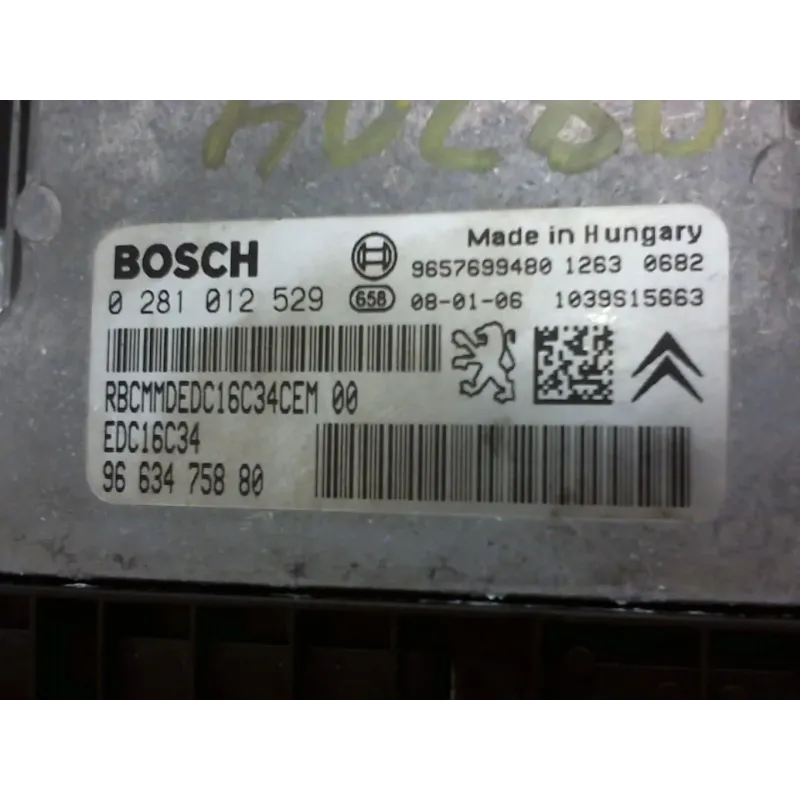 BOSCH
Made in Hungary
9657699480 1263 0682
0 281 012 529 658 08-01-06 1039S15663
RBCMMDEDC16C34CEM 00
EDC16C34
96 634 758 80